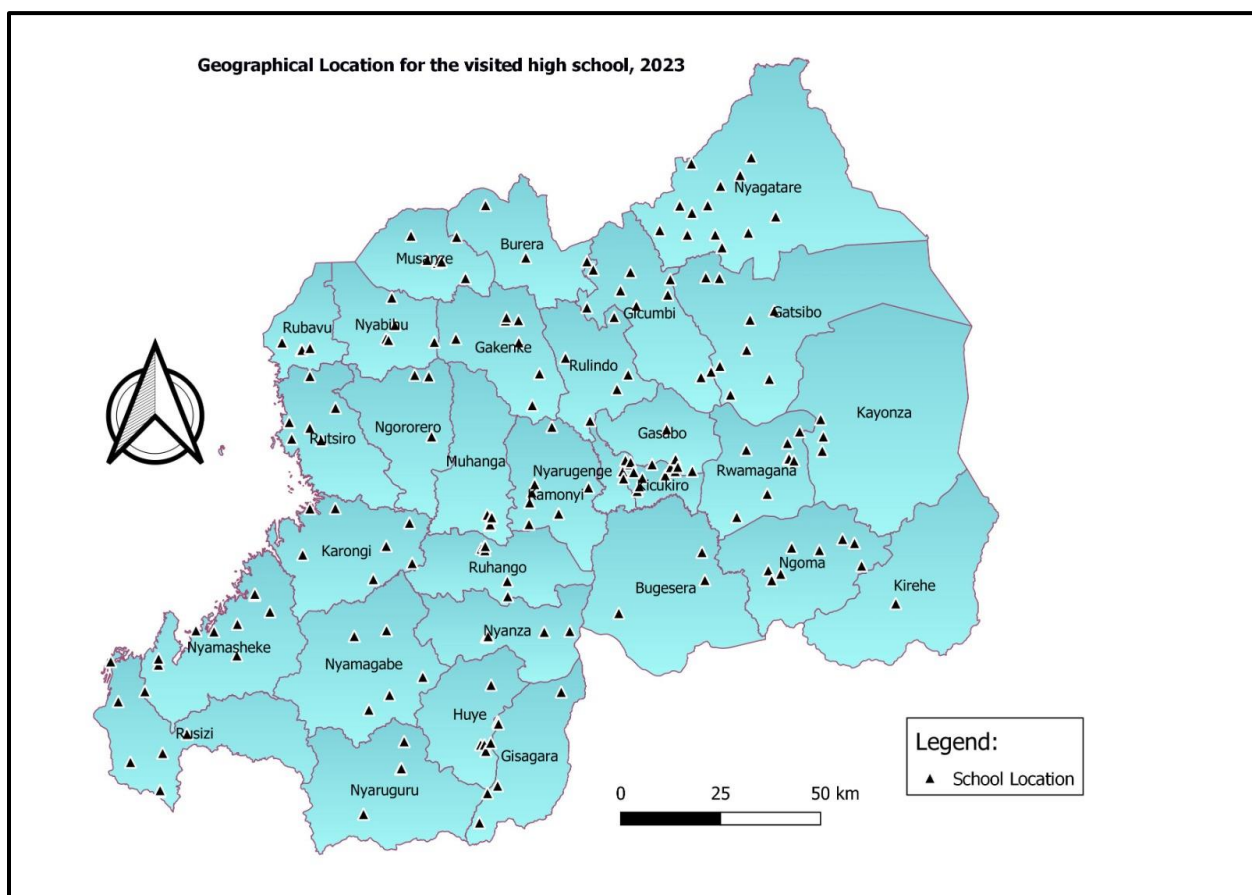 Geographical Location for the visited high school, 2023
Nyagatare
Burera
Musanze
Gatsibo
Gicumbi
Rubavu
Nyabihu
Gakenke
Rulindo
Kayonza
Gasabo
Rutsiro
Ngororero
Muhanga
Nyarugenge
Rwamagana
Kicukiro
Kamonyi
Karongi
Ruhango
Ngoma
Bugesera
Kirehe
Nyanza
Nyamasheke
Nyamagabe
Huye
Rusizi
Gisagara
Nyaruguru
Legend:
School Location
0 25 50 km